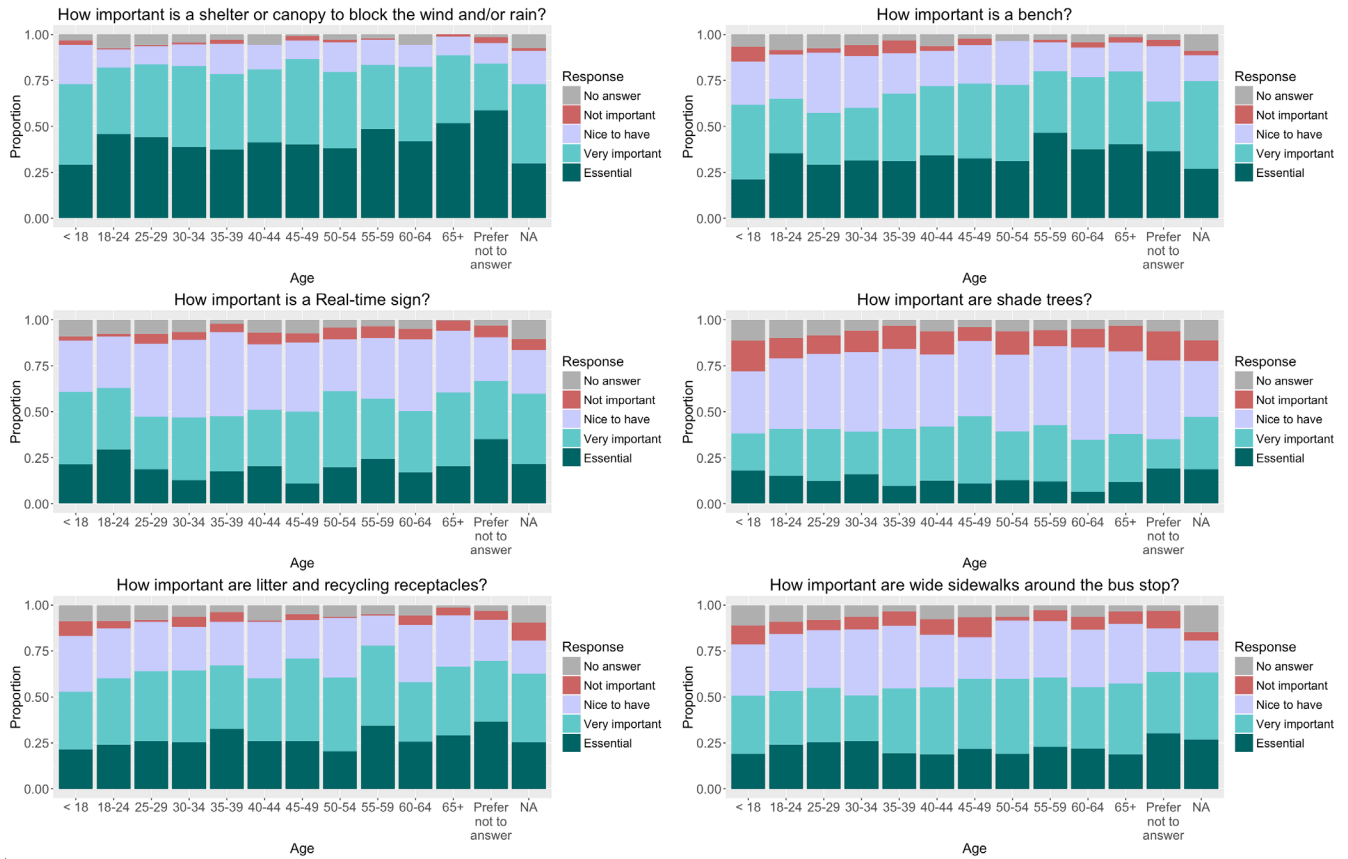 How important is a shelter or canopy to block the wind and/or rain?
1.00
0.75
0.50
0.25
0.00
Proportion
< 18 18-24 25-29 30-34 35-39 40-44 45-49 50-54 55-59 60-64 65+ Prefer NA
not to
answer
Age
Response
No answer
Not important
Nice to have
Very important
Essential
How important is a bench?
1.00
0.75
0.50
0.25
0.00
Proportion
< 18 18-24 25-29 30-34 35-39 40-44 45-49 50-54 55-59 60-64 65+ Prefer NA
not to
answer
Age
Response
No answer
Not important
Nice to have
Very important
Essential
How important is a Real-time sign?
1.00
0.75
0.50
0.25
0.00
Proportion
< 18 18-24 25-29 30-34 35-39 40-44 45-49 50-54 55-59 60-64 65+ Prefer NA
not to
answer
Age
Response
No answer
Not important
Nice to have
Very important
Essential
How important are shade trees?
1.00
0.75
0.50
0.25
0.00
Proportion
< 18 18-24 25-29 30-34 35-39 40-44 45-49 50-54 55-59 60-64 65+ Prefer NA
not to
answer
Age
Response
No answer
Not important
Nice to have
Very important
Essential
How important are litter and recycling receptacles?
1.00
0.75
0.50
0.25
0.00
Proportion
< 18 18-24 25-29 30-34 35-39 40-44 45-49 50-54 55-59 60-64 65+ Prefer NA
not to
answer
Age
Response
No answer
Not important
Nice to have
Very important
Essential
How important are wide sidewalks around the bus stop?
1.00
0.75
0.50
0.25
0.00
Proportion
< 18 18-24 25-29 30-34 35-39 40-44 45-49 50-54 55-59 60-64 65+ Prefer NA
not to
answer
Age
Response
No answer
Not important
Nice to have
Very important
Essential